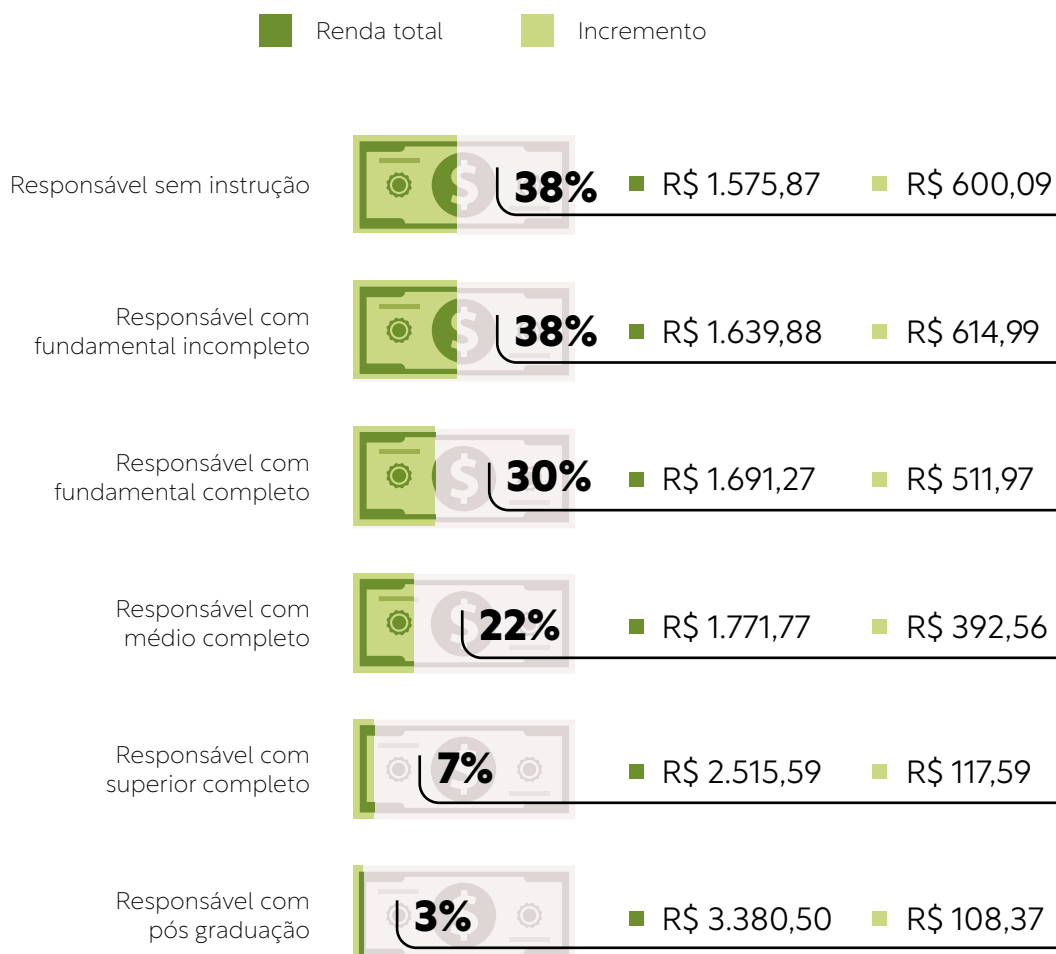 Renda total Incremento
Responsável sem instrução 38% R$ 1.575,87 R$ 600,09
Responsável com
fundamental incompleto 38% R$ 1.639,88 R$ 614,99
Responsável com
fundamental completo 30% R$ 1.691,27 R$ 511,97
Responsável com
médio completo 22% R$ 1.771,77 R$ 392,56
Responsável com
superior completo 7% R$ 2.515,59 R$ 117,59
Responsável com
pós graduação 3% R$ 3.380,50 R$ 108,37